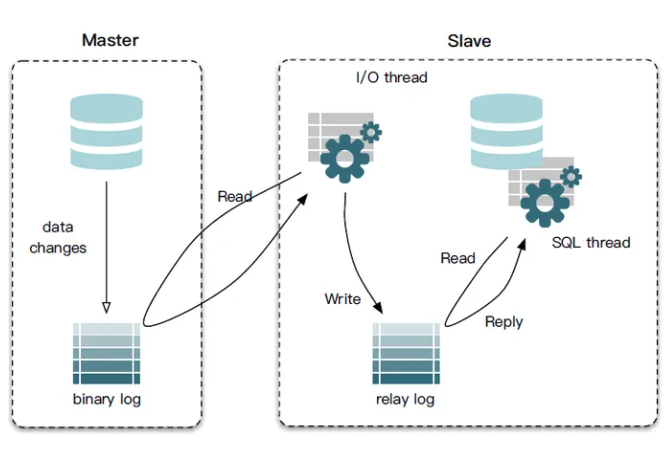 Master
Slave
I/O thread
Read
data
changes
SQL thread
Read
Write
Reply
binary log
relay log